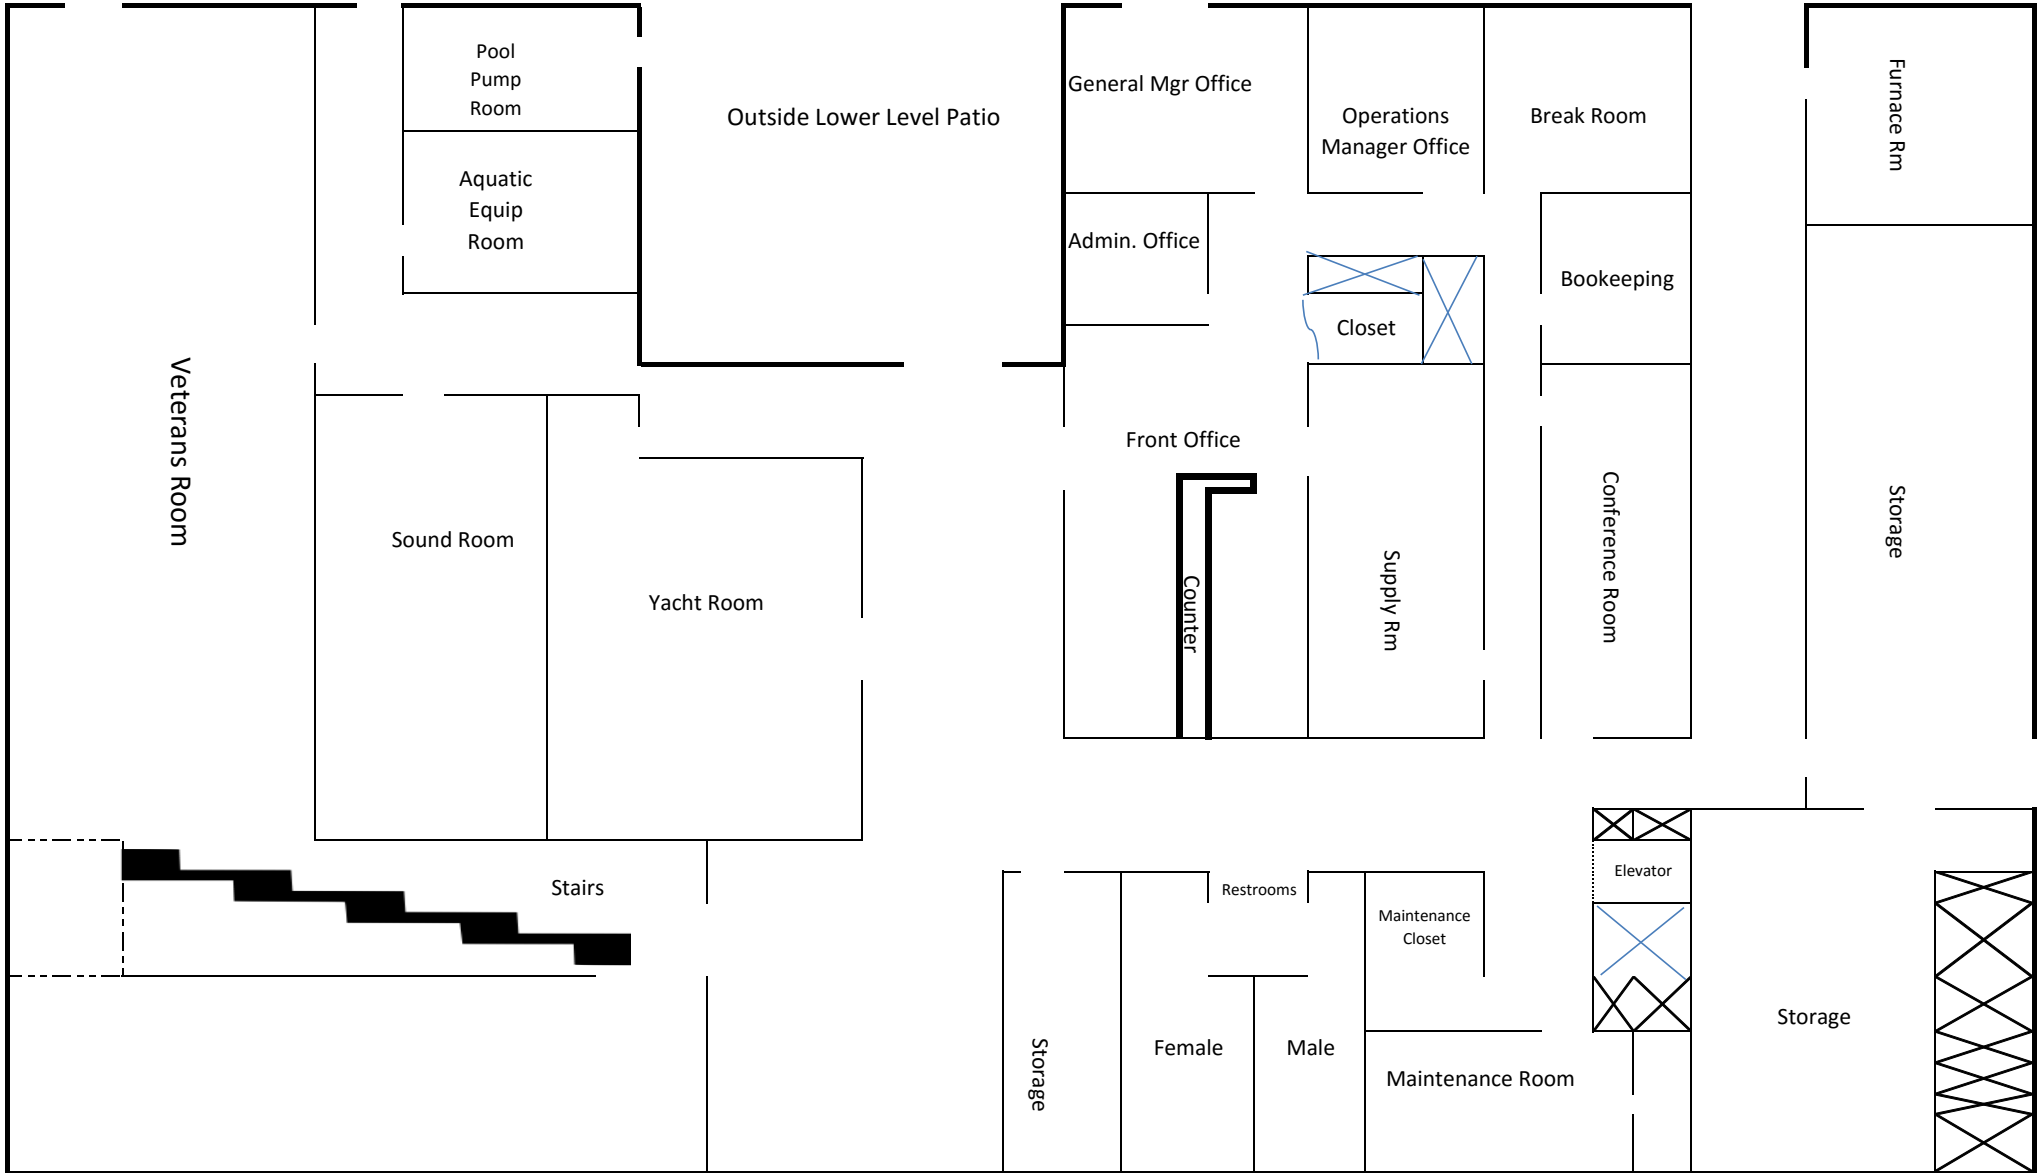 Pool
Pump
Room
General Mgr Office
Outside Lower Level Patio
Operations
Manager Office
Break Room
Furnace Rm
Aquatic
Equip
Room
Admin. Office
Bookeeping
Closet
Veterans Room
Front Office
Sound Room
Yacht Room
Counter
Supply Rm
Conference Room
Storage
Stairs
Restrooms
Elevator
Maintenance
Closet
Storage
Female
Male
Maintenance Room
Storage